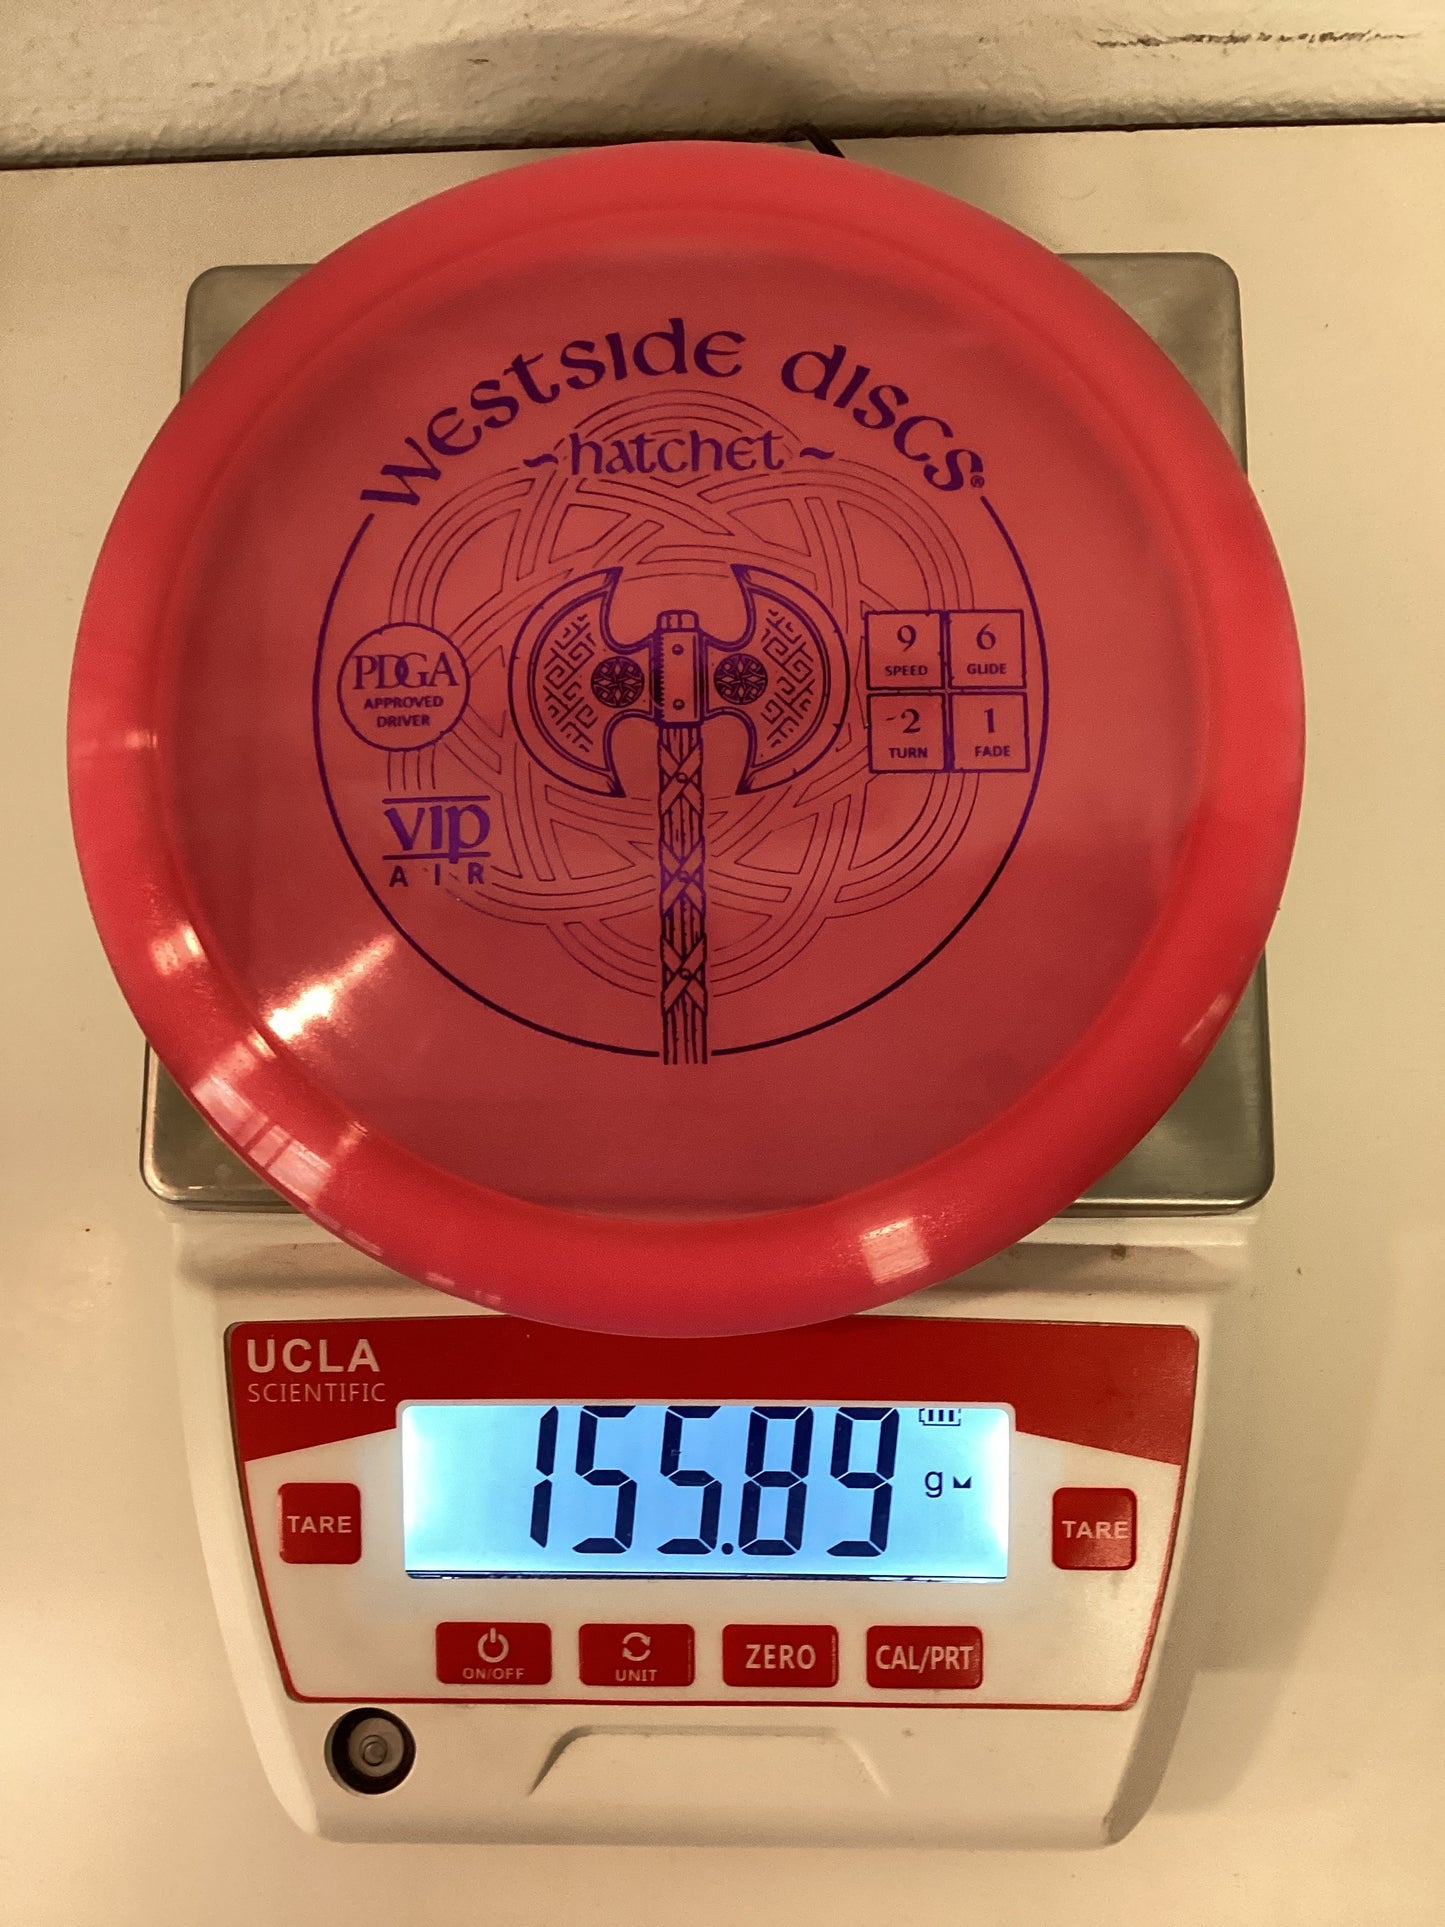 westside discs®
~hatchet~
PDGA
APPROVED
DRIVER
9
SPEED
6
GLIDE
-2
TURN
1
FADE
VIP
AIR
UCLA
SCIENTIFIC
155.89
g
TARE
TARE
ON/OFF
UNIT
ZERO
CAL/PRT